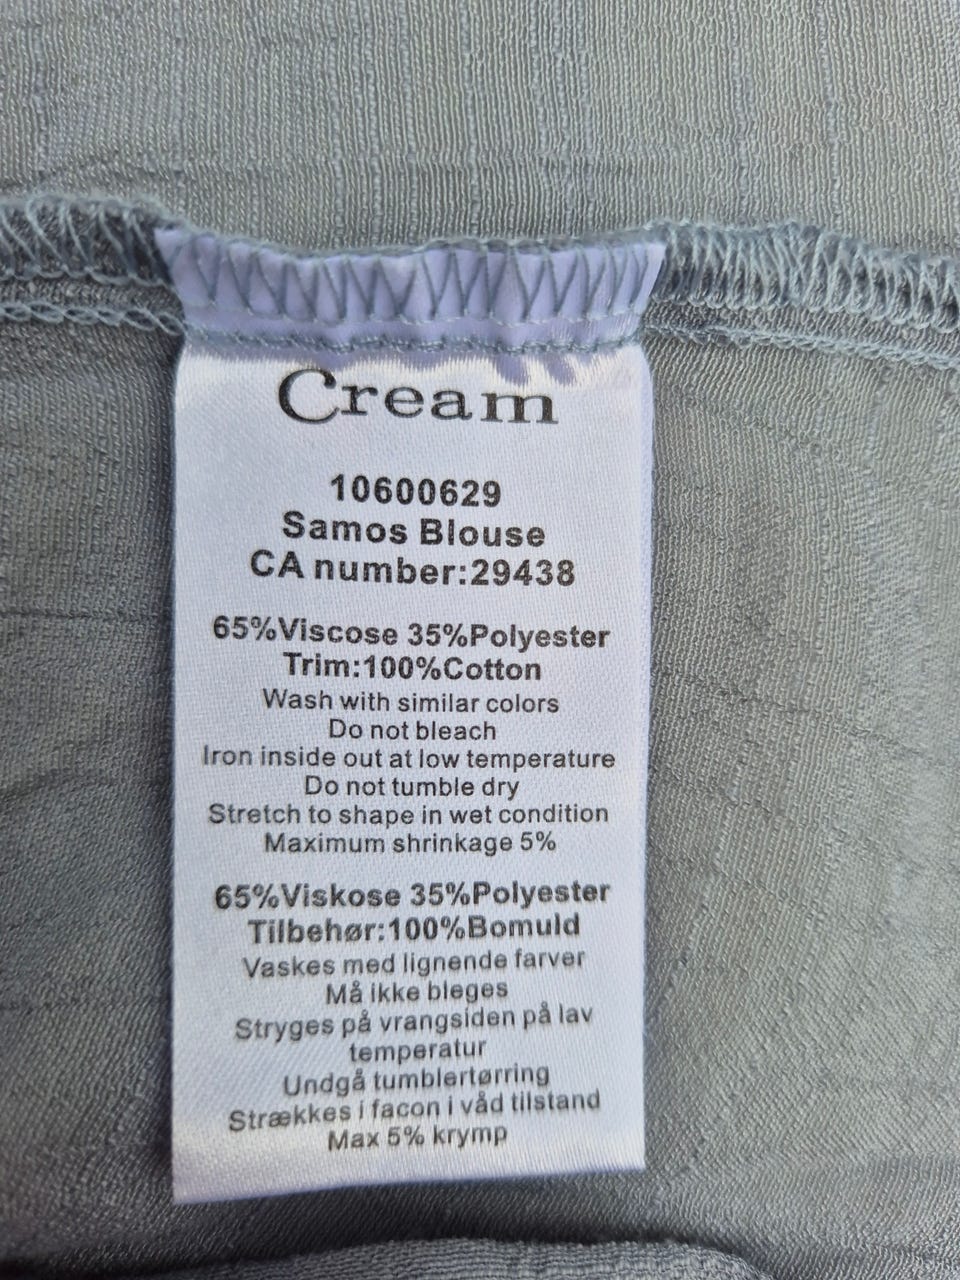 Cream
10600629
Samos Blouse
CA number:29438
65%Viscose 35%Polyester
Trim:100%Cotton
Wash with similar colors
Do not bleach
Iron inside out at low temperature
Do not tumble dry
Stretch to shape in wet condition
Maximum shrinkage 5%
65%Viskose 35%Polyester
Tilbehør:100%Bomuld
Vaskes med lignende farver
Må ikke bleges
Stryges på vrangsiden på lav
temperatur
Undgå tumblertørring
Strækkes i facon i våd tilstand
Max 5% krymp